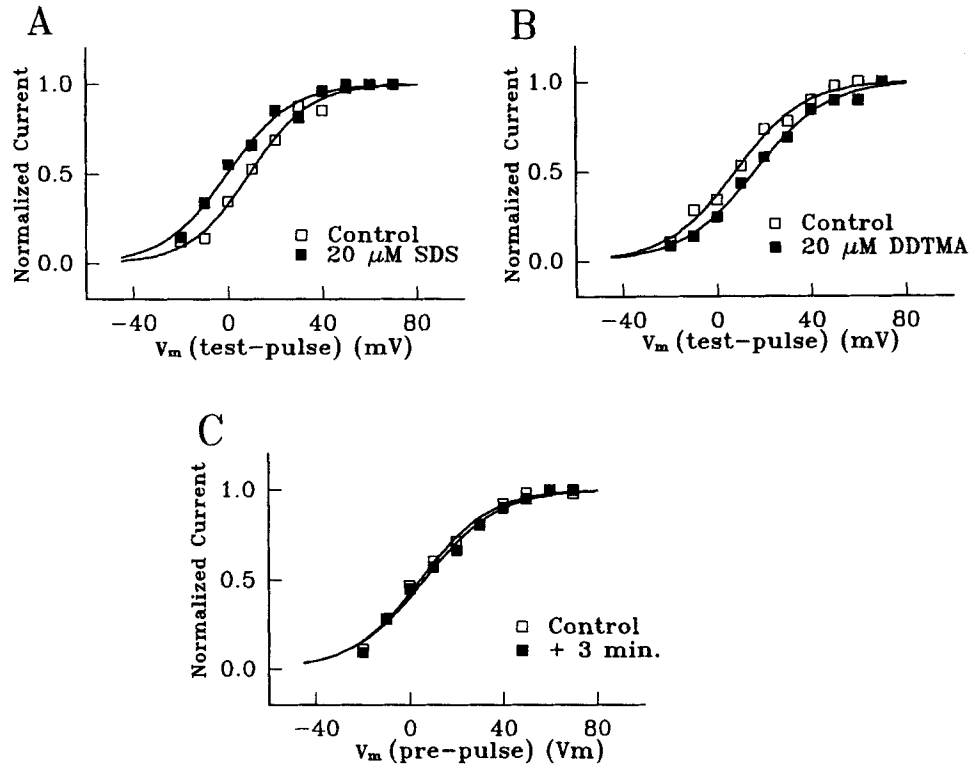 A
Normalized Current
1.0
0.5
0.0
□ Control
■ 20 μM SDS
−40 0 40 80
Vm (test-pulse) (mV)
B
Normalized Current
1.0
0.5
0.0
□ Control
■ 20 μM DDTMA
−40 0 40 80
Vm (test-pulse) (mV)
C
Normalized Current
1.0
0.5
0.0
□ Control
■ + 3 min.
−40 0 40 80
Vm (pre-pulse) (Vm)